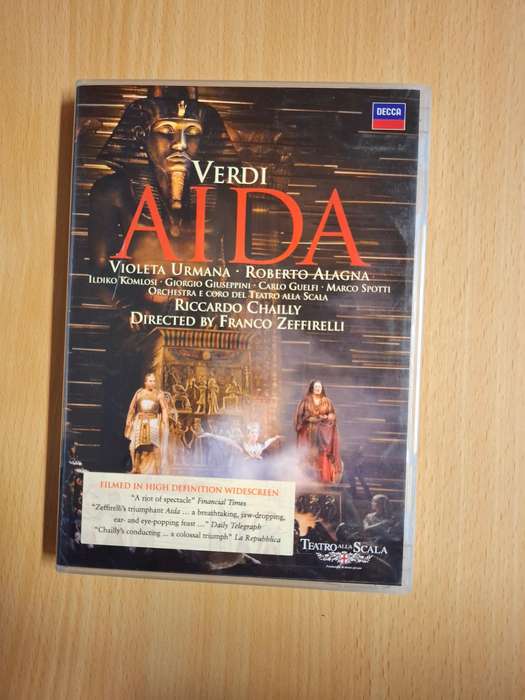 DECCA
VERDI
AIDA
VIOLETA URMANA · ROBERTO ALAGNA
ILDIKO KOMLOSI · GIORGIO GIUSEPPINI · CARLO GUELFI · MARCO SPOTTI
ORCHESTRA E CORO DEL TEATRO ALLA SCALA
RICCARDO CHAILLY
DIRECTED BY FRANCO ZEFFIRELLI
FILMED IN HIGH DEFINITION WIDESCREEN
"A riot of spectacle" Financial Times
"Zeffirelli's triumphant Aida ... a breathtaking, jaw-dropping,
ear- and eye-popping feast ..." Daily Telegraph
"Chailly's conducting ... a colossal triumph" La Repubblica
TEATRO ALLA SCALA